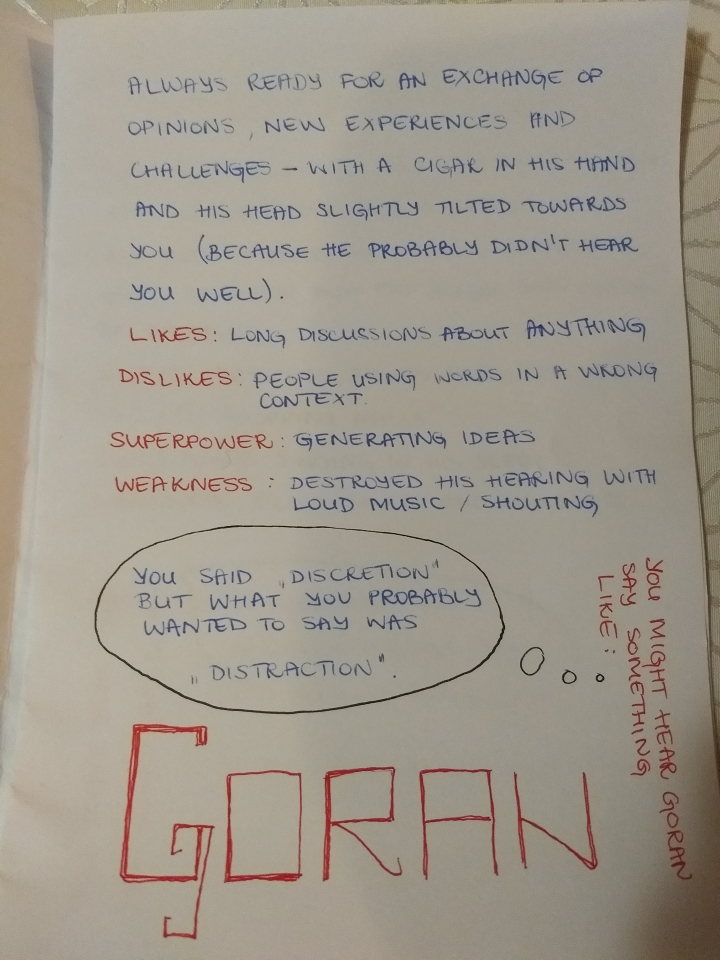 ALWAYS READY FOR AN EXCHANGE OF
OPINIONS, NEW EXPERIENCES AND
CHALLENGES – WITH A CIGAR IN HIS HAND
AND HIS HEAD SLIGHTLY TILTED TOWARDS
YOU (BECAUSE HE PROBABLY DIDN'T HEAR
YOU WELL).
LIKES: LONG DISCUSSIONS ABOUT ANYTHING
DISLIKES: PEOPLE USING WORDS IN A WRONG
CONTEXT.
SUPERPOWER: GENERATING IDEAS
WEAKNESS: DESTROYED HIS HEARING WITH
LOUD MUSIC / SHOUTING
YOU MIGHT HEAR GORAN
SAY SOMETHING
LIKE:
YOU SAID „DISCRETION"
BUT WHAT YOU PROBABLY
WANTED TO SAY WAS
„DISTRACTION".
GORAN